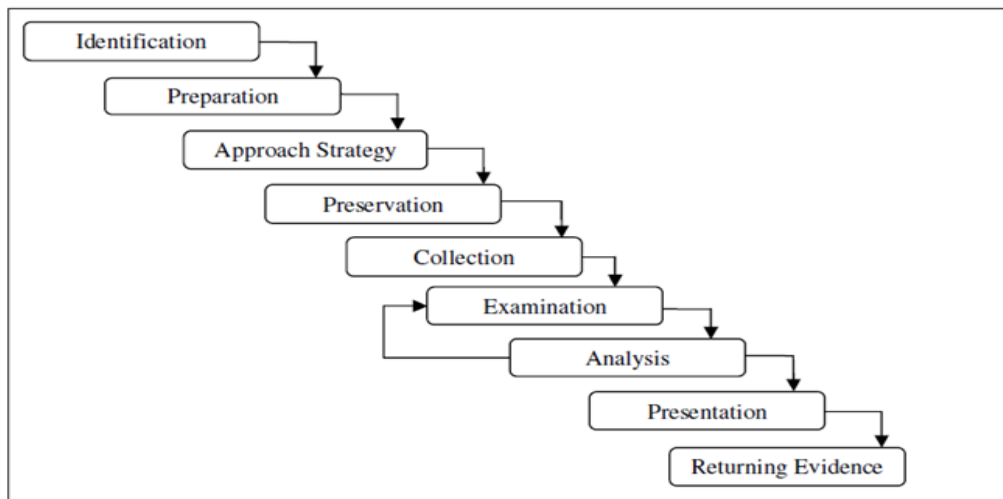 Identification
Preparation
Approach Strategy
Preservation
Collection
Examination
Analysis
Presentation
Returning Evidence